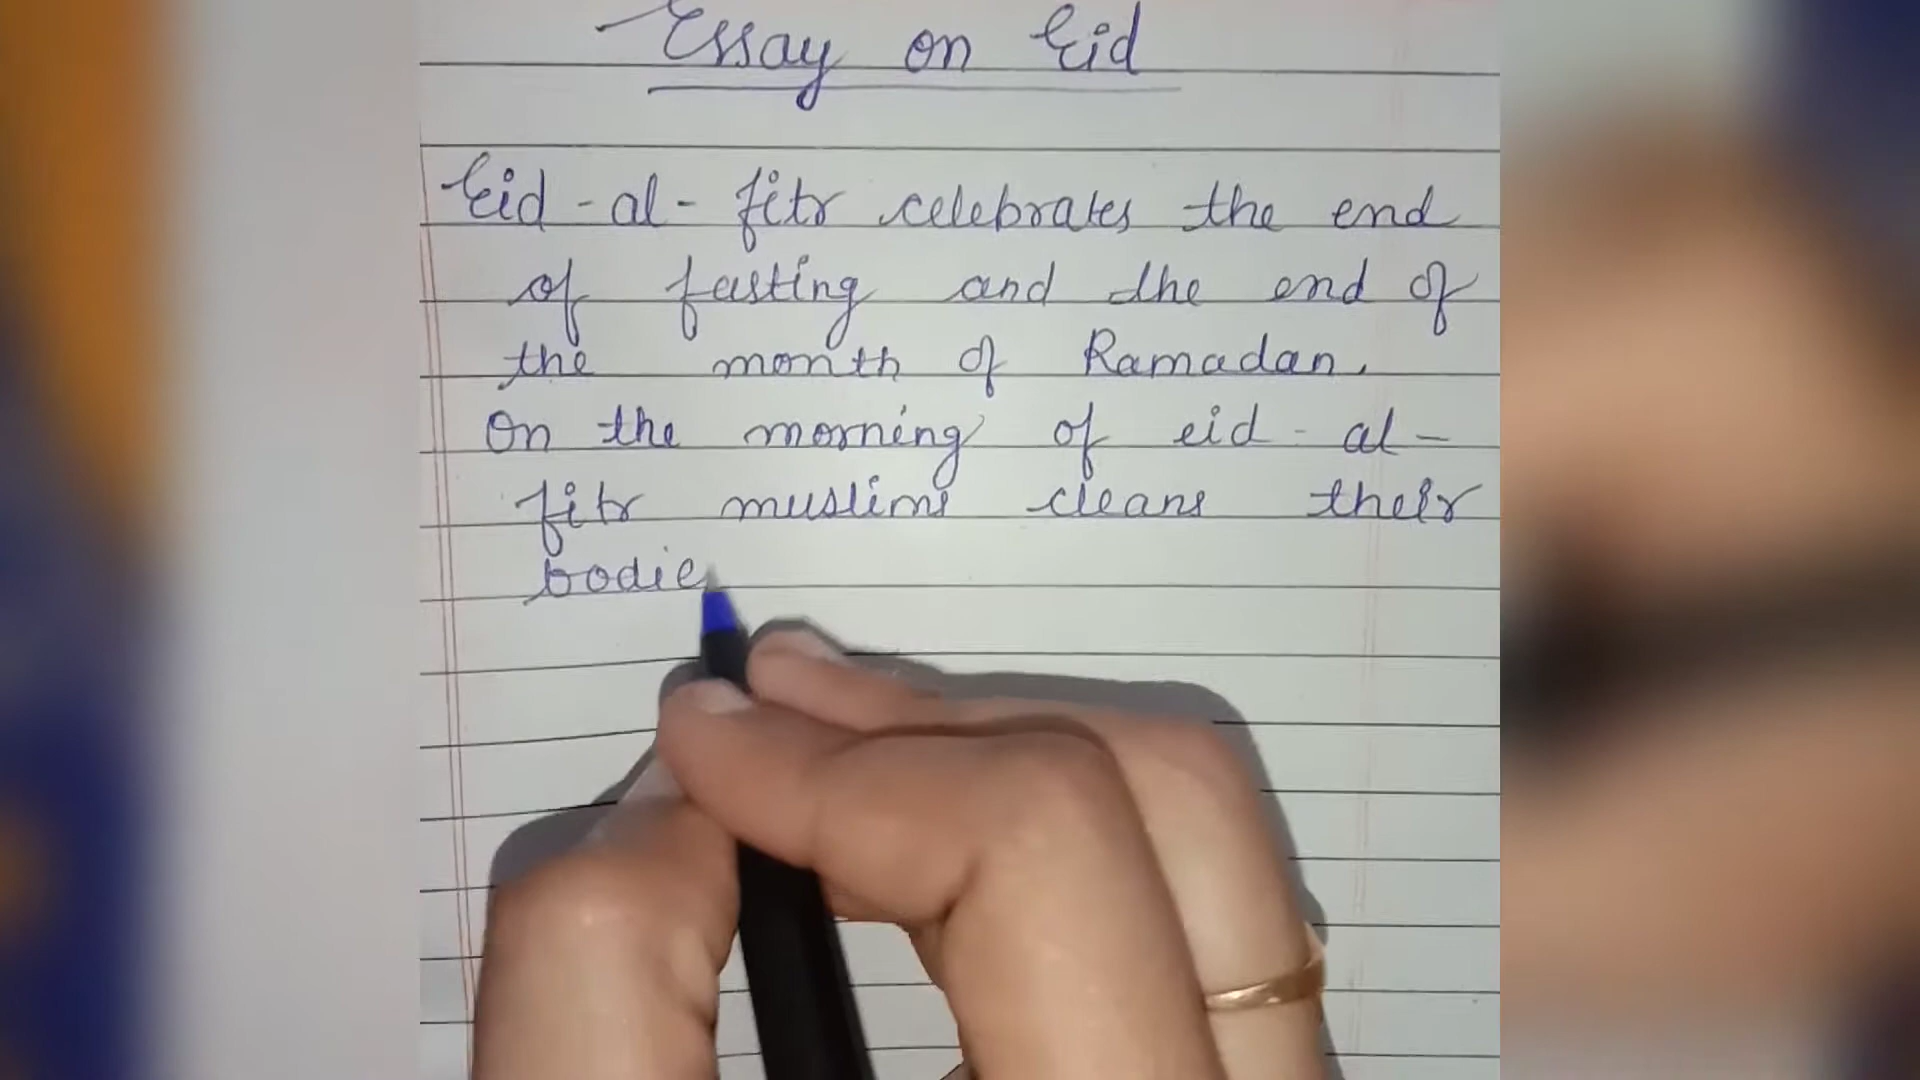 Essay on Eid
Eid-al-fitr celebrates the end
of fasting and the end of
the month of Ramadan.
On the morning of eid-al-
fitr muslims cleans their
bodie